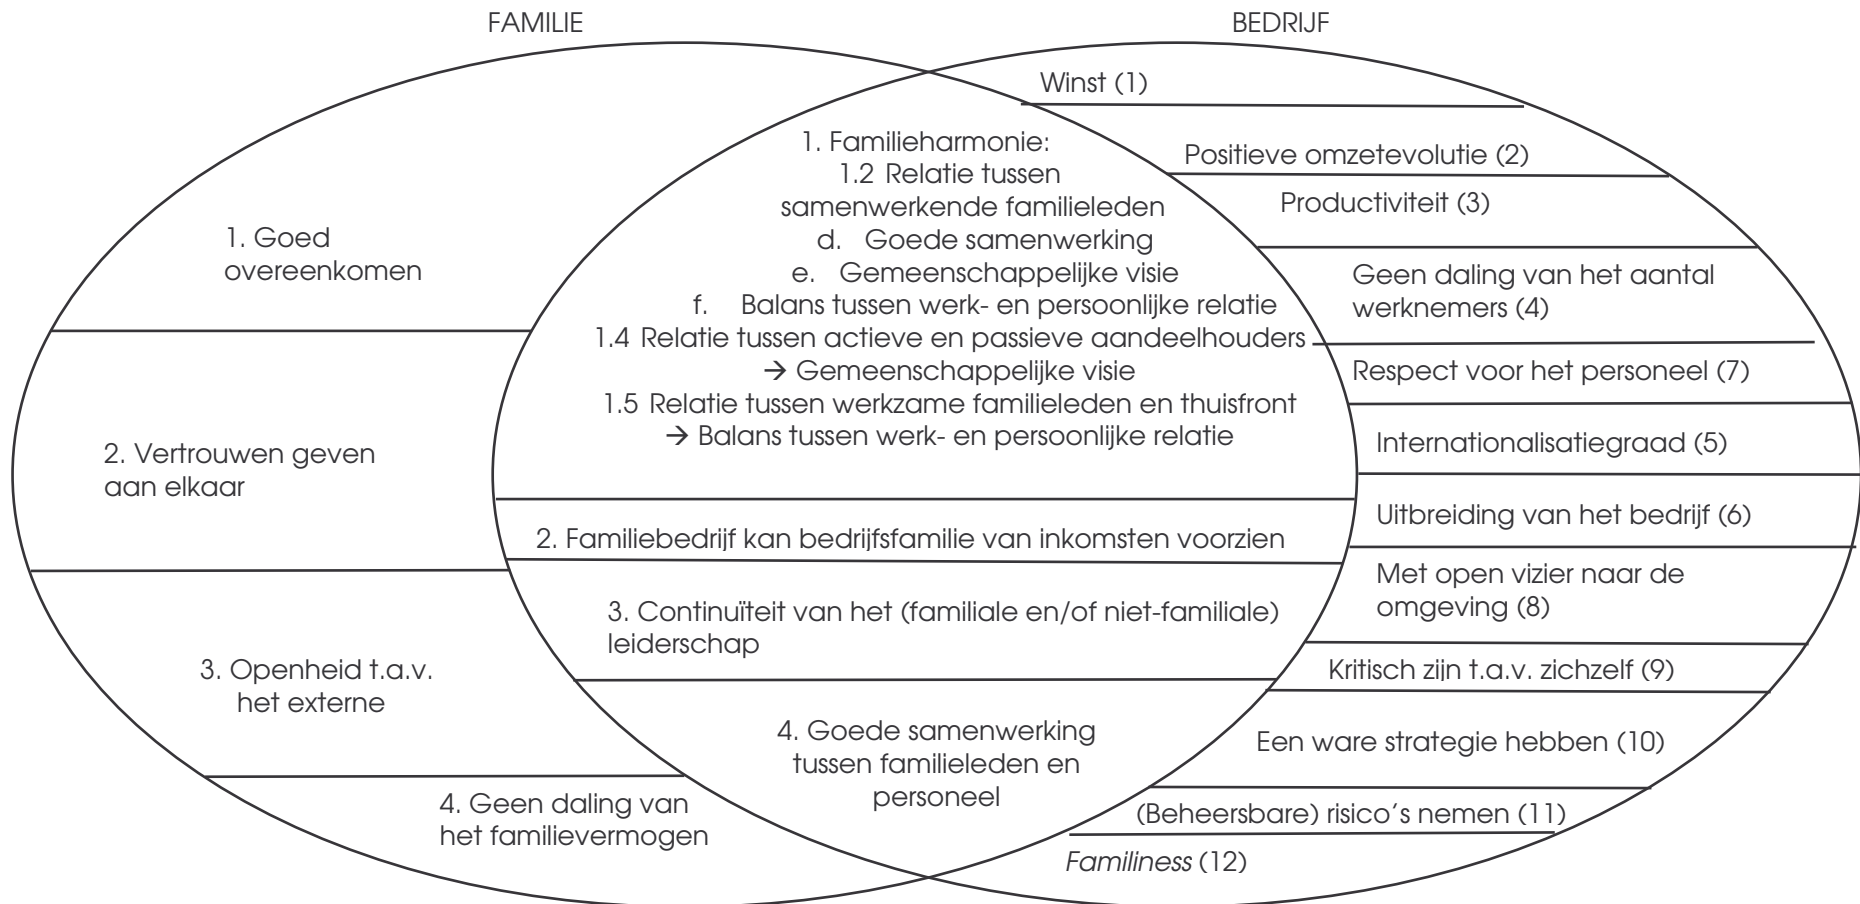 FAMILIE
BEDRIJF
1. Goed
overeenkomen
2. Vertrouwen geven
aan elkaar
3. Openheid t.a.v.
het externe
4. Geen daling van
het familievermogen
1. Familieharmonie:
1.2 Relatie tussen
samenwerkende familieleden
d. Goede samenwerking
e. Gemeenschappelijke visie
f. Balans tussen werk- en persoonlijke relatie
1.4 Relatie tussen actieve en passieve aandeelhouders
→ Gemeenschappelijke visie
1.5 Relatie tussen werkzame familieleden en thuisfront
→ Balans tussen werk- en persoonlijke relatie
2. Familiebedrijf kan bedrijfsfamilie van inkomsten voorzien
3. Continuïteit van het (familiale en/of niet-familiale)
leiderschap
4. Goede samenwerking
tussen familieleden en
personeel
Winst (1)
Positieve omzetevolutie (2)
Productiviteit (3)
Geen daling van het aantal
werknemers (4)
Respect voor het personeel (7)
Internationalisatiegraad (5)
Uitbreiding van het bedrijf (6)
Met open vizier naar de
omgeving (8)
Kritisch zijn t.a.v. zichzelf (9)
Een ware strategie hebben (10)
(Beheersbare) risico's nemen (11)
Familiness (12)